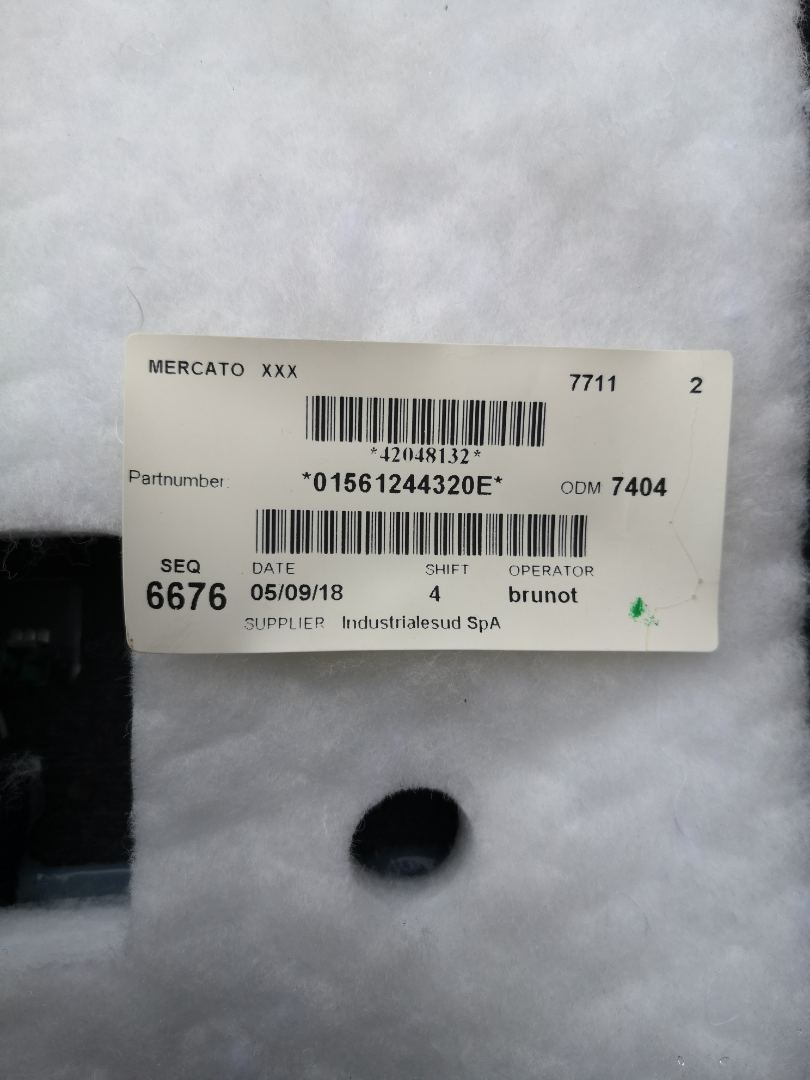 MERCATO XXX 7711 2
*42048132*
Partnumber: *01561244320E* ODM 7404
SEQ DATE SHIFT OPERATOR
6676 05/09/18 4 brunot
SUPPLIER Industrialesud SpA